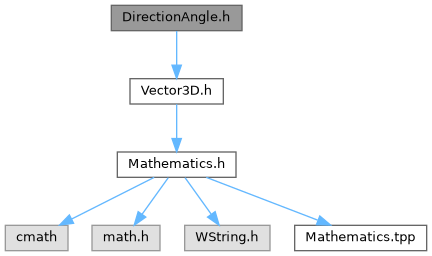 DirectionAngle.h
Vector3D.h
Mathematics.h
cmath
math.h
WString.h
Mathematics.tpp